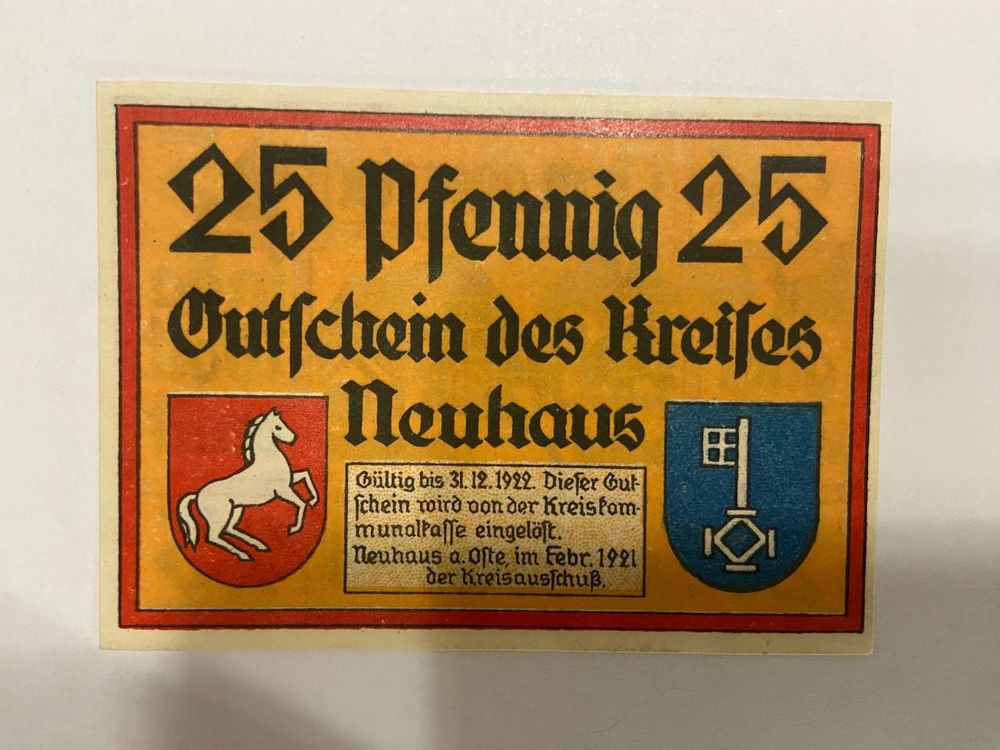 25 Pfennig 25
Gutſchein des Kreiſes
Neuhaus
Gültig bis 31.12.1922. Dieſer Gut-
ſchein wird von der Kreiskom-
munalkaſſe eingelöſt.
Neuhaus a. Oſte, im Febr. 1921
der Kreisausſchuß.